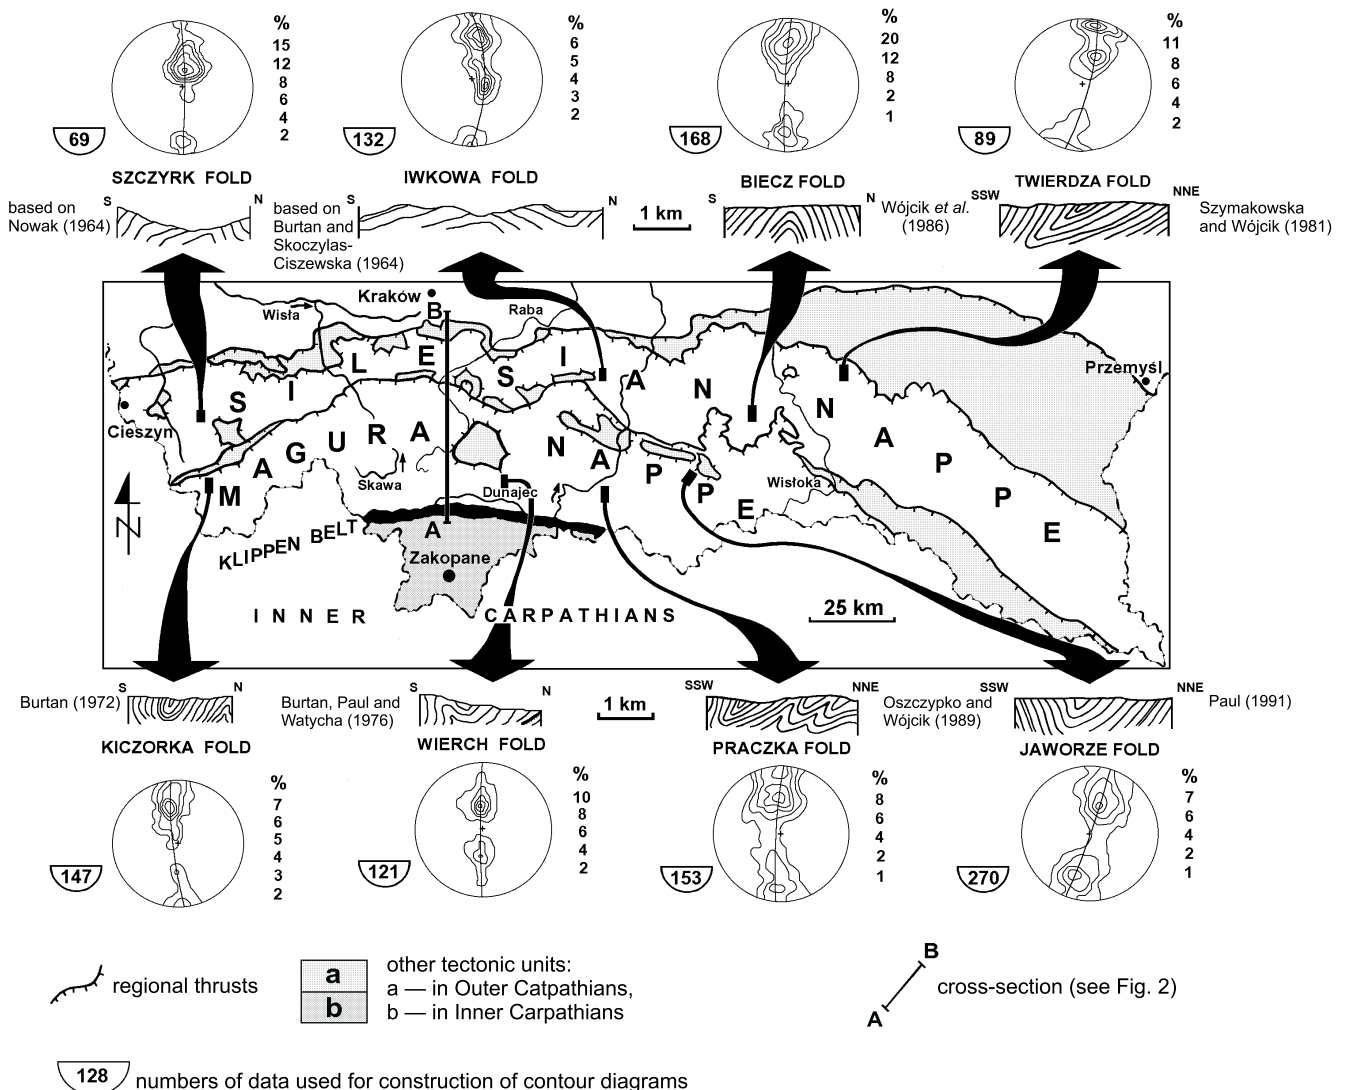 %
15
12
8
6
4
2
69
SZCZYRK FOLD
S N
based on
Nowak (1964)
%
6
5
4
3
2
132
IWKOWA FOLD
S N
based on
Burtan and
Skoczylas-
Ciszewska (1964)
1 km
%
20
12
8
2
1
168
BIECZ FOLD
S N
Wójcik et al.
(1986)
%
11
8
6
4
2
89
TWIERDZA FOLD
SSW NNE
Szymakowska
and Wójcik (1981)
Kraków
B
Wisła
Raba
Przemyśl
Cieszyn
S I L E S I A N N A P P E
M A G U R A N A P P E
Skawa
Dunajec
Wisłoka
N
KLIPPEN BELT
A
Zakopane
INNER CARPATHIANS
25 km
Burtan (1972)
S N
KICZORKA FOLD
%
7
6
5
4
3
2
147
Burtan, Paul and
Watycha (1976)
S N
WIERCH FOLD
%
10
8
6
4
2
121
1 km
SSW NNE
Oszczypko and
Wójcik (1989)
PRACZKA FOLD
%
8
6
4
2
1
153
SSW NNE
Paul (1991)
JAWORZE FOLD
%
7
6
4
2
1
270
regional thrusts
a
b
other tectonic units:
a — in Outer Catpathians,
b — in Inner Carpathians
B
A
cross-section (see Fig. 2)
128
numbers of data used for construction of contour diagrams